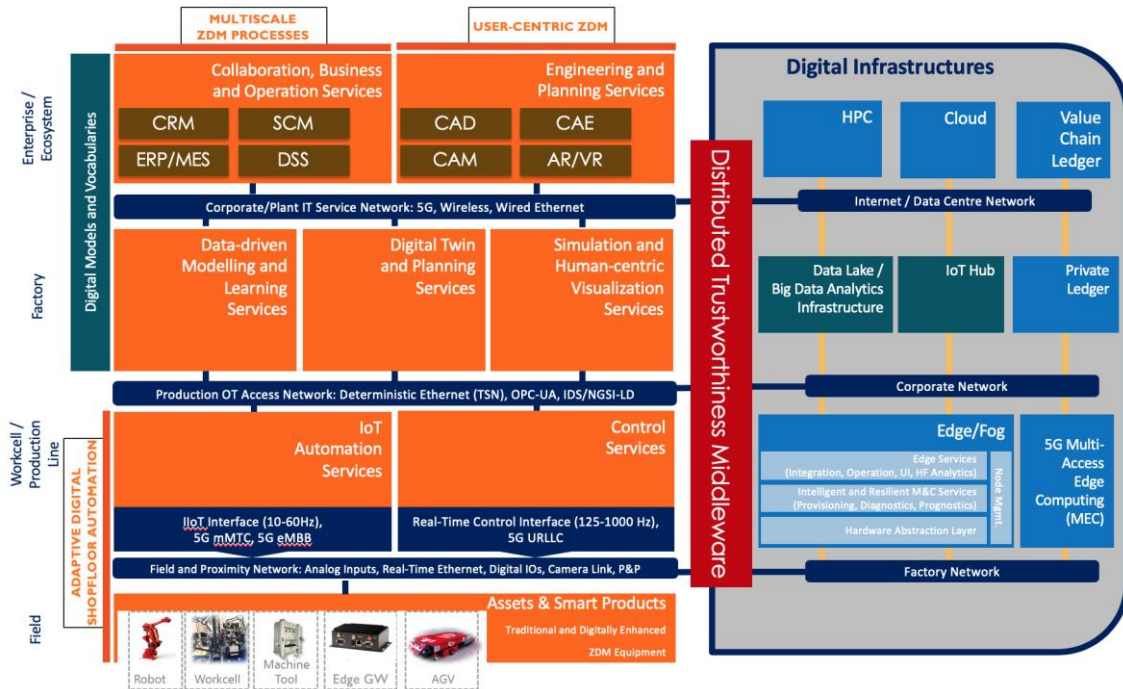 MULTISCALE
ZDM PROCESSES
USER-CENTRIC ZDM
Enterprise /
Ecosystem
Digital Models and Vocabularies
Collaboration, Business
and Operation Services
CRM
SCM
ERP/MES
DSS
Engineering and
Planning Services
CAD
CAE
CAM
AR/VR
Corporate/Plant IT Service Network: 5G, Wireless, Wired Ethernet
Factory
Data-driven
Modelling and
Learning
Services
Digital Twin
and Planning
Services
Simulation and
Human-centric
Visualization
Services
Production OT Access Network: Deterministic Ethernet (TSN), OPC-UA, IDS/NGSI-LD
Workcell /
Production
Line
ADAPTIVE DIGITAL
SHOPFLOOR AUTOMATION
IoT
Automation
Services
Control
Services
IIoT Interface (10-60Hz),
5G mMTC, 5G eMBB
Real-Time Control Interface (125-1000 Hz),
5G URLLC
Field and Proximity Network: Analog Inputs, Real-Time Ethernet, Digital IOs, Camera Link, P&P
Field
Assets & Smart Products
Traditional and Digitally Enhanced
ZDM Equipment
Robot
Workcell
Machine
Tool
Edge GW
AGV
Distributed Trustworthiness Middleware
Digital Infrastructures
HPC
Cloud
Value
Chain
Ledger
Internet / Data Centre Network
Data Lake /
Big Data Analytics
Infrastructure
IoT Hub
Private
Ledger
Corporate Network
Edge/Fog
Edge Services
(Integration, Operation, UI, HF Analytics)
Intelligent and Resilient M&C Services
(Provisioning, Diagnostics, Prognostics)
Hardware Abstraction Layer
Node Mgmt.
5G Multi-
Access
Edge
Computing
(MEC)
Factory Network